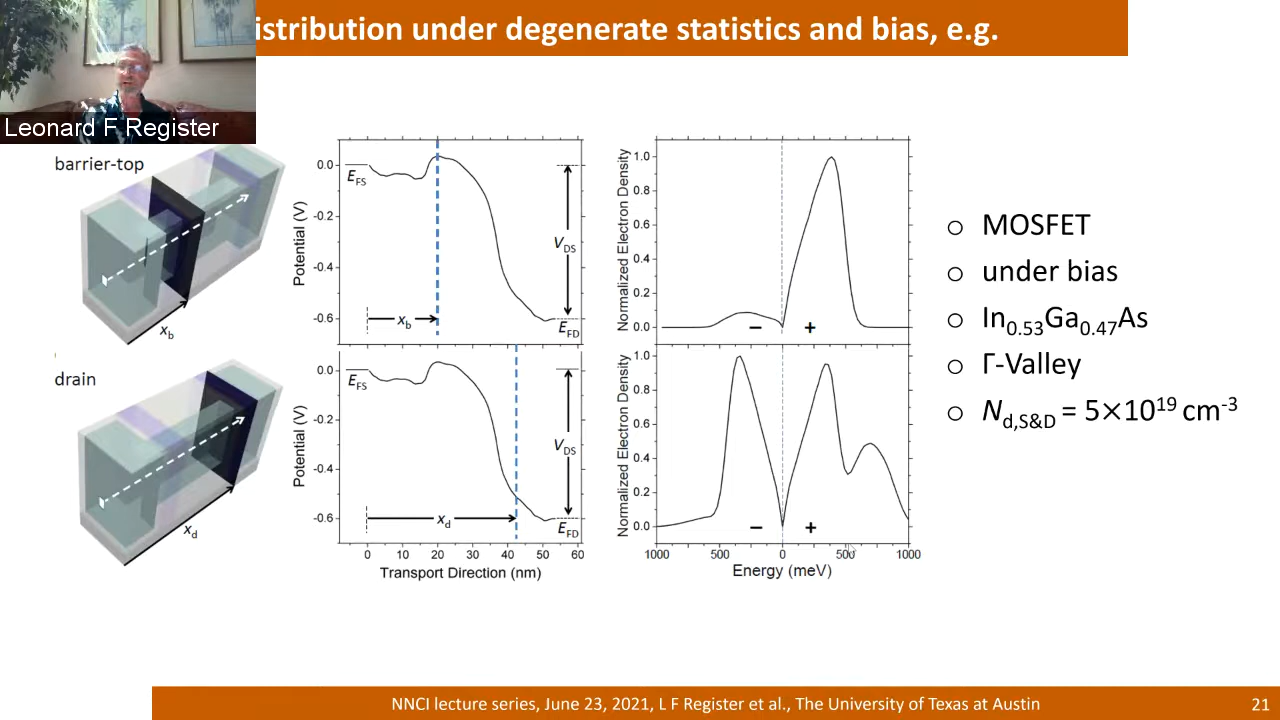 istribution under degenerate statistics and bias, e.g.
Leonard F Register
barrier-top
x_b
drain
x_d
Potential (V)
0.0
-0.2
-0.4
-0.6
E_FS
V_DS
x_b
E_FD
Potential (V)
0.0
-0.2
-0.4
-0.6
E_FS
V_DS
x_d
E_FD
0 10 20 30 40 50 60
Transport Direction (nm)
Normalized Electron Density
1.0
0.8
0.6
0.4
0.2
0.0
− +
Normalized Electron Density
1.0
0.8
0.6
0.4
0.2
0.0
− +
1000 500 0 500 1000
Energy (meV)
○ MOSFET
○ under bias
○ In₀.₅₃Ga₀.₄₇As
○ Γ-Valley
○ N_d,S&D = 5×10¹⁹ cm⁻³
NNCI lecture series, June 23, 2021, L F Register et al., The University of Texas at Austin
21